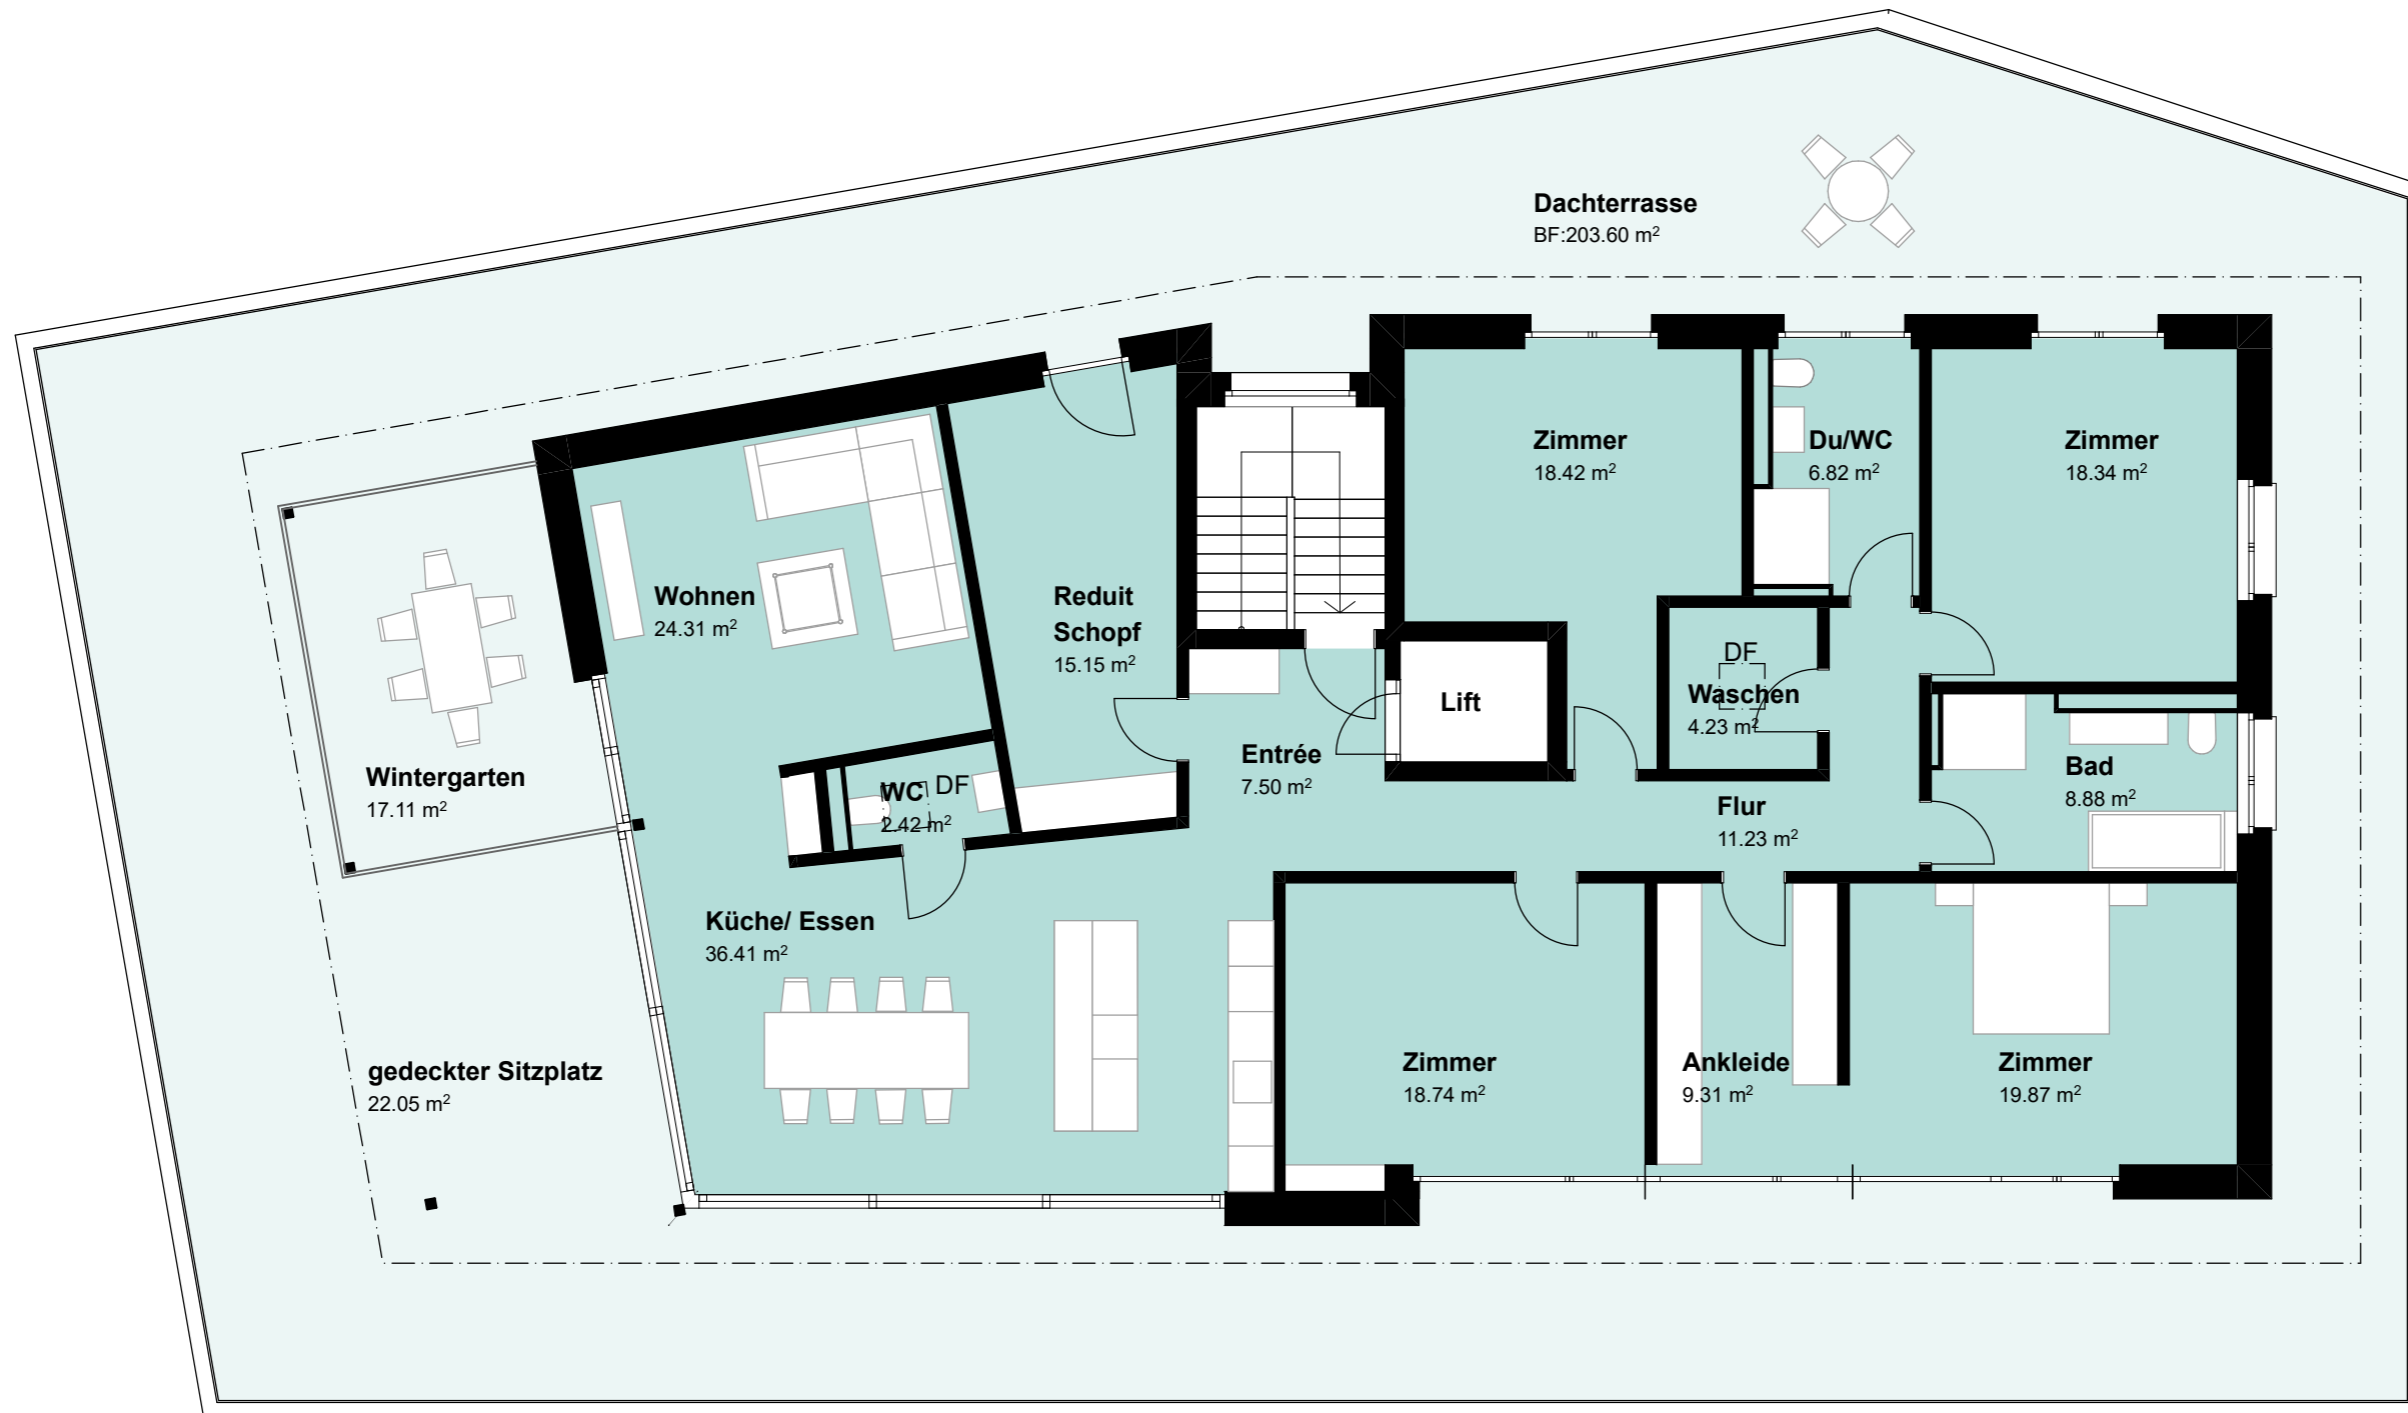 Dachterrasse
BF:203.60 m²
Zimmer
18.42 m²
Du/WC
6.82 m²
Zimmer
18.34 m²
Wohnen
24.31 m²
Reduit
Schopf
15.15 m²
DF
Waschen
4.23 m²
Lift
Entrée
7.50 m²
Wintergarten
17.11 m²
WC
DF
2.42 m²
Flur
11.23 m²
Bad
8.88 m²
Küche/ Essen
36.41 m²
gedeckter Sitzplatz
22.05 m²
Zimmer
18.74 m²
Ankleide
9.31 m²
Zimmer
19.87 m²